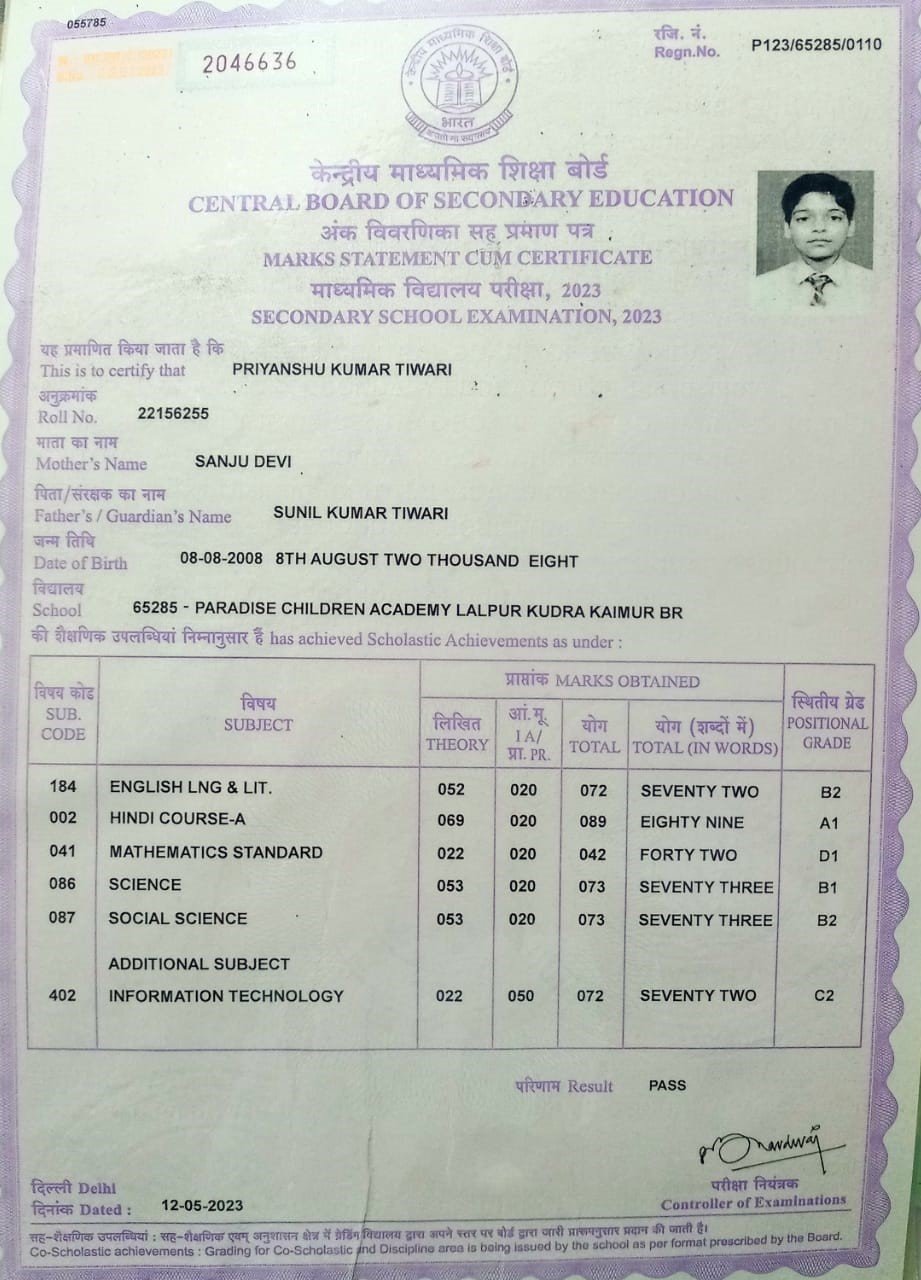 055785
2046636
रजि. नं.
Regn.No. P123/65285/0110
केन्द्रीय माध्यमिक शिक्षा बोर्ड
भारत
केन्द्रीय माध्यमिक शिक्षा बोर्ड
CENTRAL BOARD OF SECONDARY EDUCATION
अंक विवरणिका सह प्रमाण पत्र
MARKS STATEMENT CUM CERTIFICATE
माध्यमिक विद्यालय परीक्षा, 2023
SECONDARY SCHOOL EXAMINATION, 2023
यह प्रमाणित किया जाता है कि
This is to certify that PRIYANSHU KUMAR TIWARI
अनुक्रमांक
Roll No. 22156255
माता का नाम
Mother's Name SANJU DEVI
पिता/संरक्षक का नाम
Father's / Guardian's Name SUNIL KUMAR TIWARI
जन्म तिथि
Date of Birth 08-08-2008 8TH AUGUST TWO THOUSAND EIGHT
विद्यालय
School 65285 - PARADISE CHILDREN ACADEMY LALPUR KUDRA KAIMUR BR
की शैक्षणिक उपलब्धियां निम्नानुसार हैं has achieved Scholastic Achievements as under :
विषय कोड
SUB.
CODE
विषय
SUBJECT
प्राप्तांक MARKS OBTAINED
लिखित
THEORY
आं.मू.
I A/
प्रा. PR.
योग
TOTAL
योग (शब्दों में)
TOTAL (IN WORDS)
स्थितीय ग्रेड
POSITIONAL
GRADE
184 ENGLISH LNG & LIT. 052 020 072 SEVENTY TWO B2
002 HINDI COURSE-A 069 020 089 EIGHTY NINE A1
041 MATHEMATICS STANDARD 022 020 042 FORTY TWO D1
086 SCIENCE 053 020 073 SEVENTY THREE B1
087 SOCIAL SCIENCE 053 020 073 SEVENTY THREE B2
ADDITIONAL SUBJECT
402 INFORMATION TECHNOLOGY 022 050 072 SEVENTY TWO C2
परिणाम Result PASS
दिल्ली Delhi
दिनांक Dated : 12-05-2023
परीक्षा नियंत्रक
Controller of Examinations
सह-शैक्षणिक उपलब्धियां : सह-शैक्षणिक एवम् अनुशासन क्षेत्र में ग्रेडिंग विद्यालय द्वारा अपने स्तर पर बोर्ड द्वारा जारी प्रारूपनुसार प्रदान की जाती है।
Co-Scholastic achievements : Grading for Co-Scholastic and Discipline area is being issued by the school as per format prescribed by the Board.